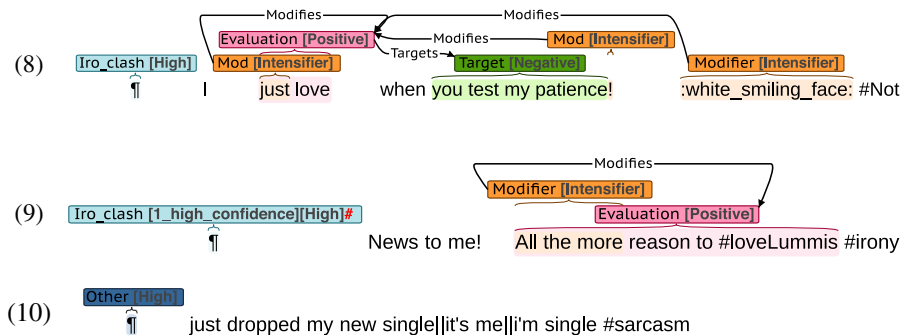 Modifies Modifies
Evaluation [Positive] Modifies Mod [Intensifier]
Targets
(8) Iro_clash [High] Mod [Intensifier] Target [Negative] Modifier [Intensifier]
¶ I just love when you test my patience! :white_smiling_face: #Not
Modifies
Modifier [Intensifier]
(9) Iro_clash [1_high_confidence][High]# Evaluation [Positive]
¶ News to me! All the more reason to #loveLummis #irony
Other [High]
(10) ¶ just dropped my new single||it's me||i'm single #sarcasm